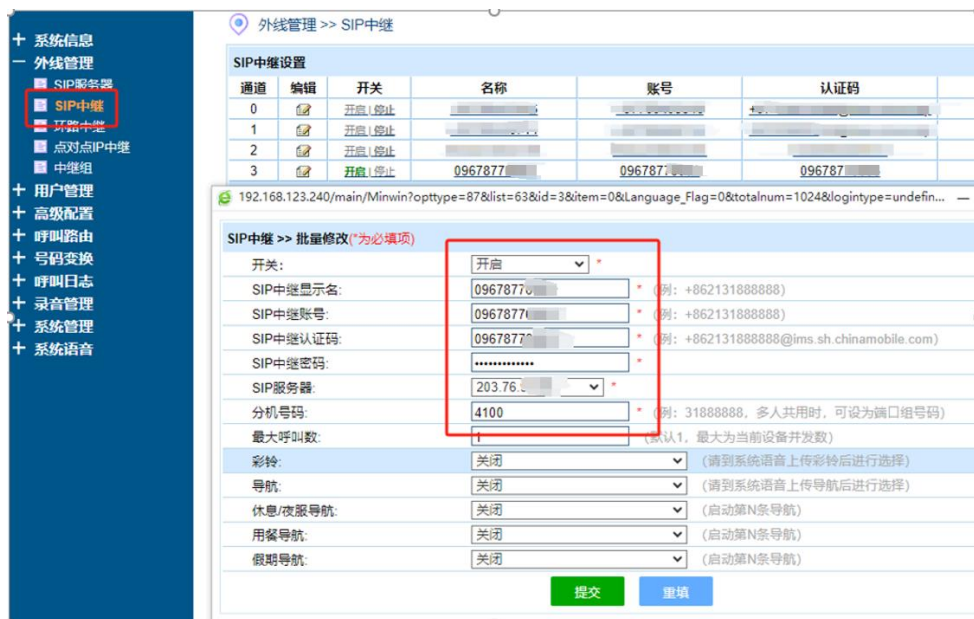 外线管理 >> SIP中继
系统信息
外线管理
SIP服务器
SIP中继
环路中继
点对点IP中继
中继组
用户管理
高级配置
呼叫路由
号码变换
呼叫日志
录音管理
系统管理
系统语音
SIP中继设置
通道 编辑 开关 名称 账号 认证码
0 开启 | 停止
1 开启 | 停止
2 开启 | 停止
3 开启 | 停止 096787 096787 096787
192.168.123.240/main/Minwin?opttype=87&list=63&id=3&item=0&Language_Flag=0&totalnum=1024&logintype=undefin...
SIP中继 >> 批量修改(*为必填项)
开关: 开启 *
SIP中继显示名: 0967877 * (例: +862131888888)
SIP中继账号: 0967877 * (例: +862131888888)
SIP中继认证码: 0967877 * (例: +862131888888@ims.sh.chinamobile.com)
SIP中继密码: ············· *
SIP服务器: 203.76. *
分机号码: 4100 * (例: 31888888, 多人共用时, 可设为端口组号码)
最大呼叫数: 1 (默认1, 最大为当前设备并发数)
彩铃: 关闭 (请到系统语音上传彩铃后进行选择)
导航: 关闭 (请到系统语音上传导航后进行选择)
休息/夜服导航: 关闭 (启动第N条导航)
用餐导航: 关闭 (启动第N条导航)
假期导航: 关闭 (启动第N条导航)
提交 重填